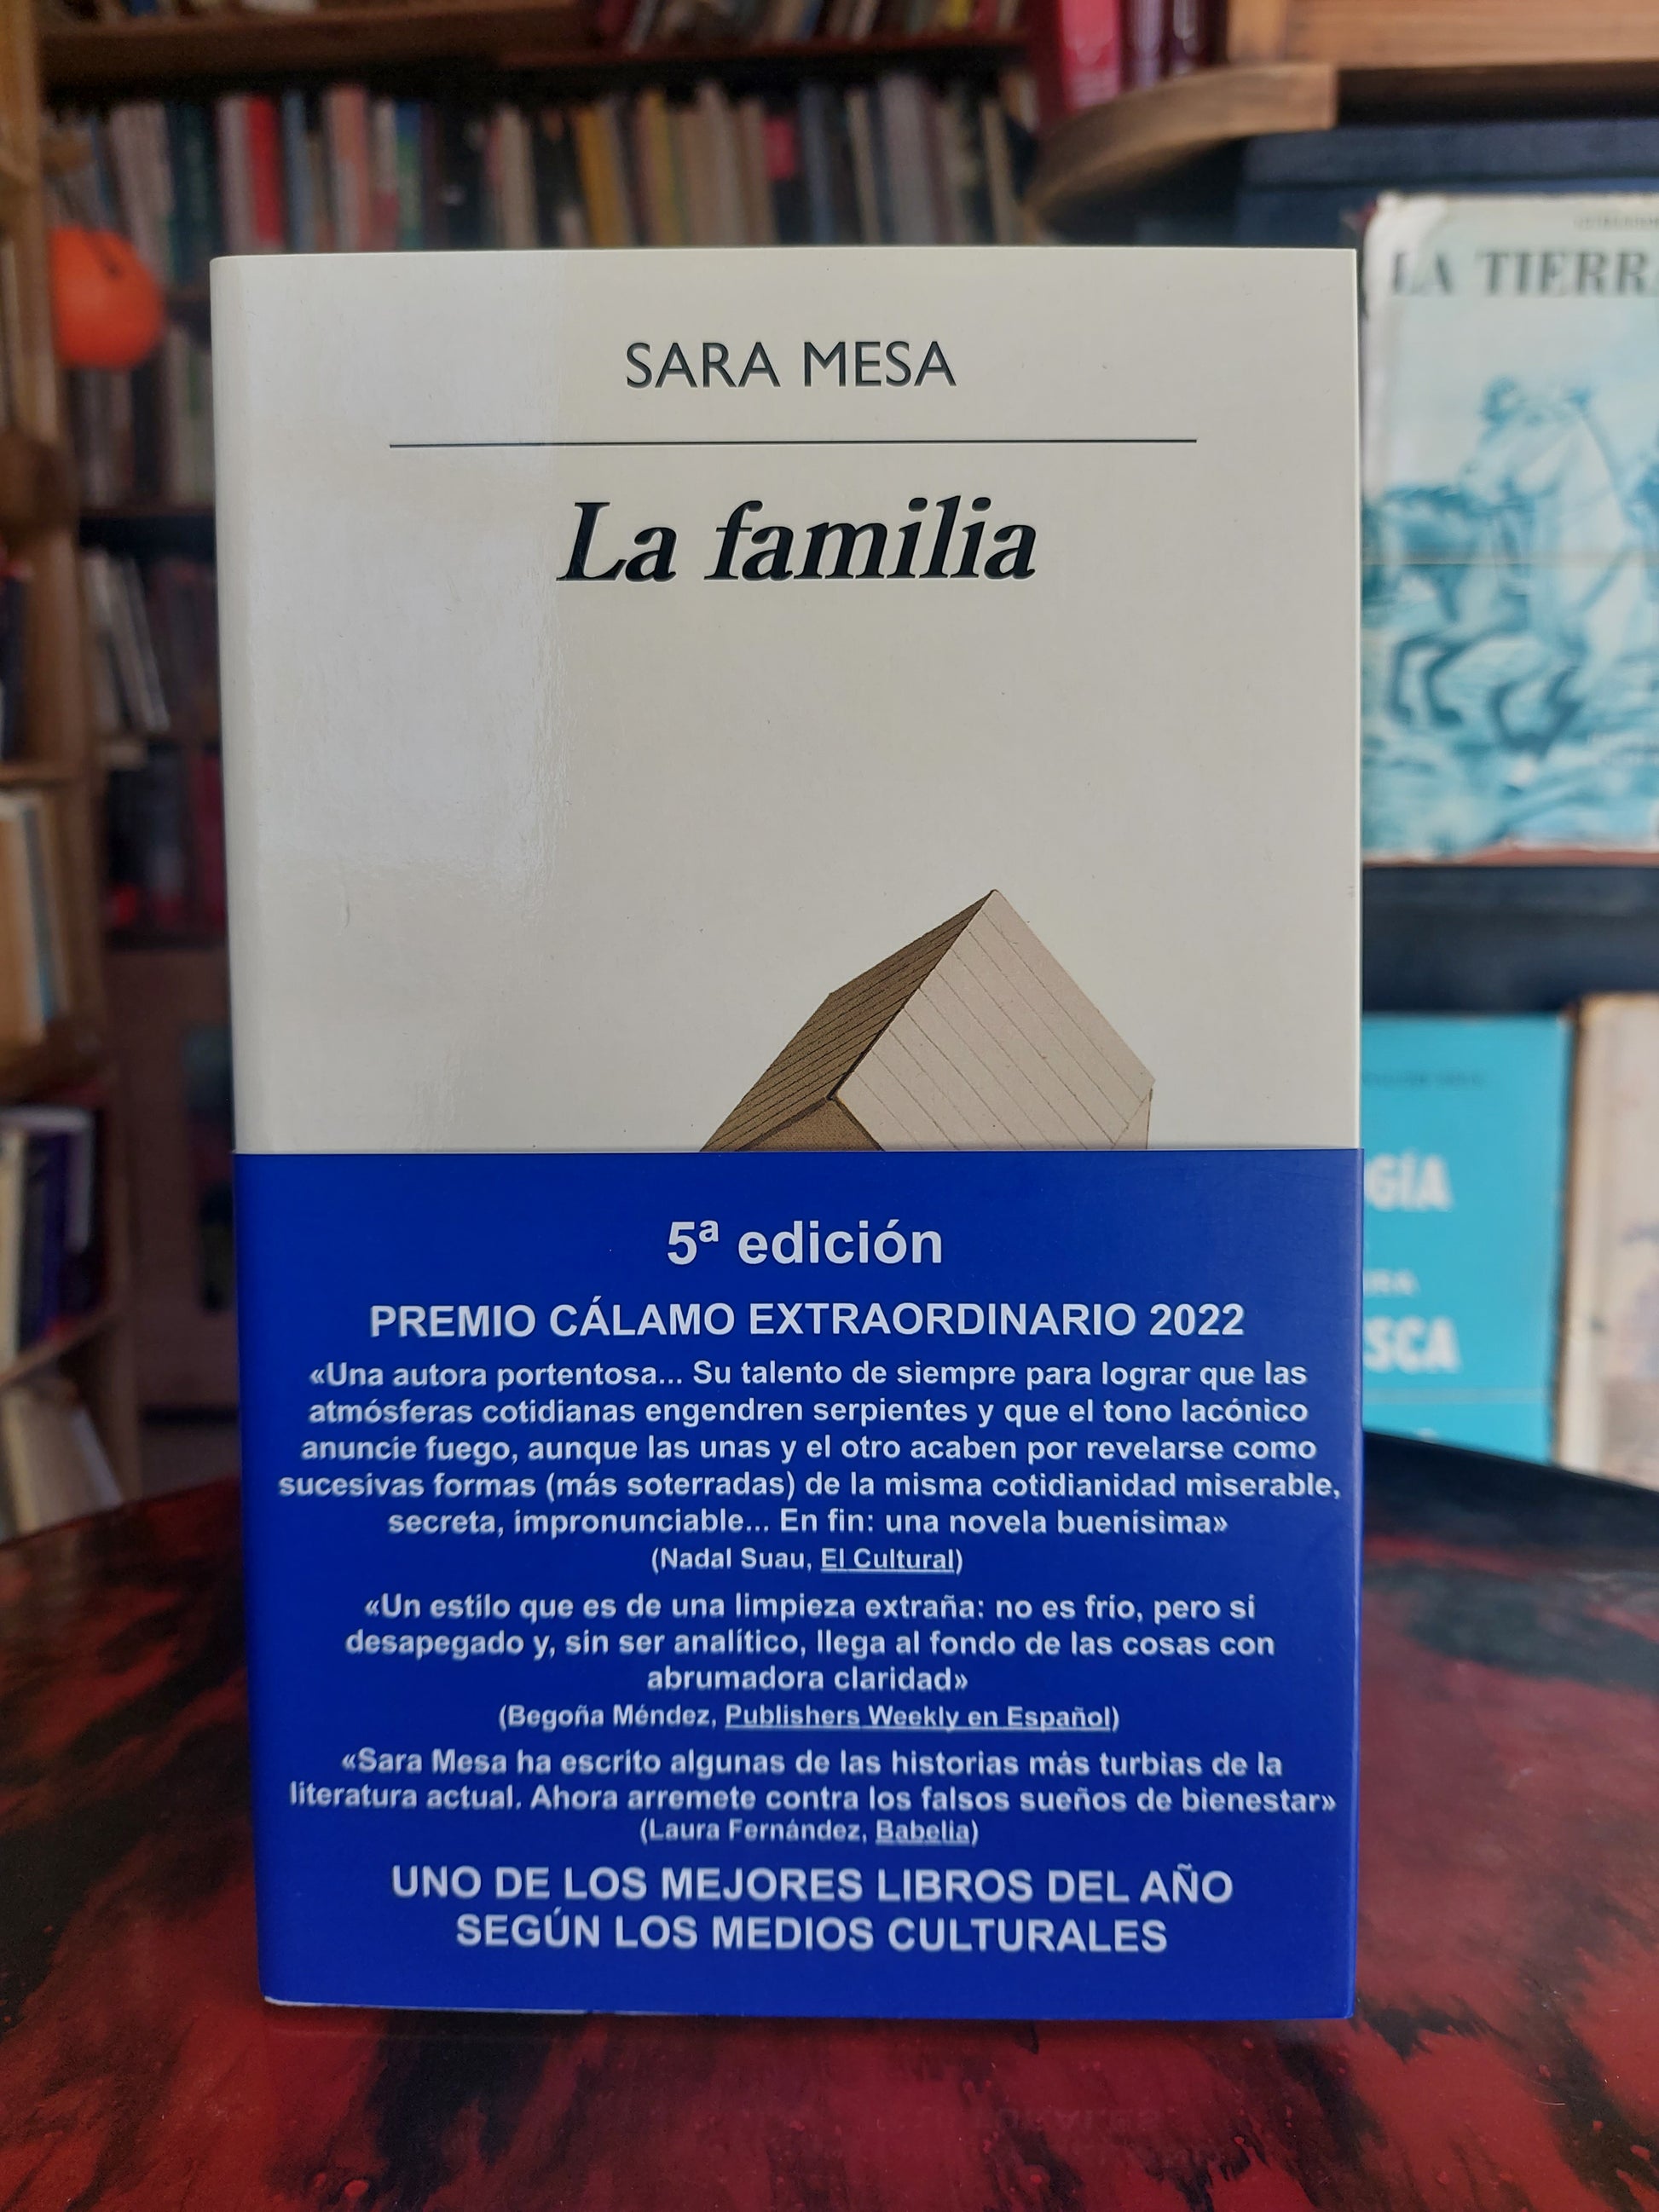 SARA MESA
La familia
5ª edición
PREMIO CÁLAMO EXTRAORDINARIO 2022
«Una autora portentosa... Su talento de siempre para lograr que las
atmósferas cotidianas engendren serpientes y que el tono lacónico
anuncie fuego, aunque las unas y el otro acaben por revelarse como
sucesivas formas (más soterradas) de la misma cotidianidad miserable,
secreta, impronunciable... En fin: una novela buenísima»
(Nadal Suau, El Cultural)
«Un estilo que es de una limpieza extraña: no es frío, pero sí
desapegado y, sin ser analítico, llega al fondo de las cosas con
abrumadora claridad»
(Begoña Méndez, Publishers Weekly en Español)
«Sara Mesa ha escrito algunas de las historias más turbias de la
literatura actual. Ahora arremete contra los falsos sueños de bienestar»
(Laura Fernández, Babelia)
UNO DE LOS MEJORES LIBROS DEL AÑO
SEGÚN LOS MEDIOS CULTURALES
LA TIERRA
GÍA
SCA